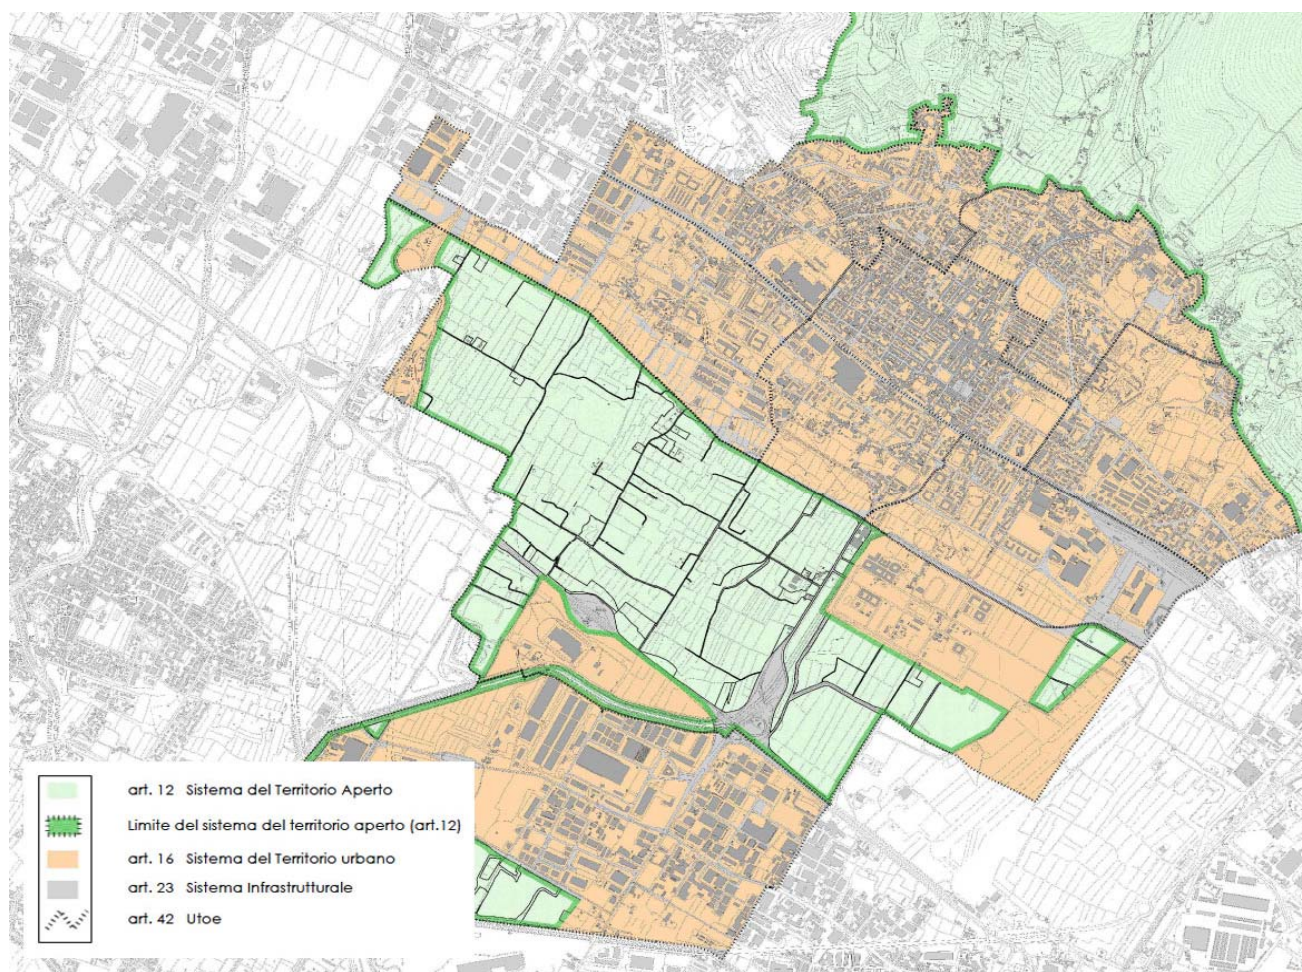 art. 12 Sistema del Territorio Aperto
Limite del sistema del territorio aperto (art.12)
art. 16 Sistema del Territorio urbano
art. 23 Sistema Infrastrutturale
art. 42 Utoe